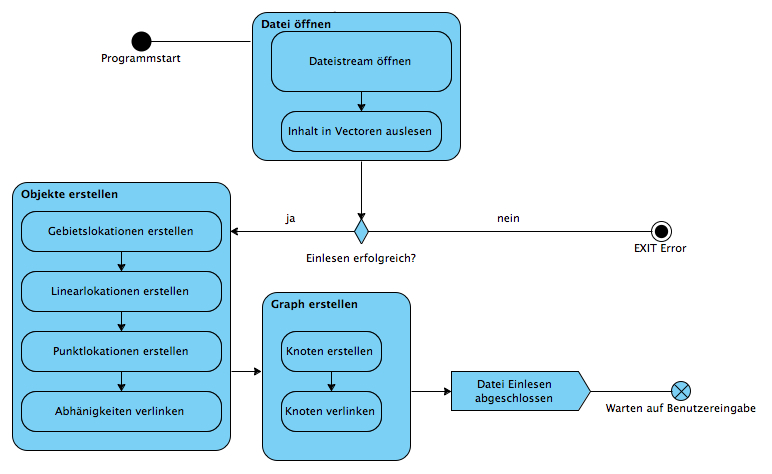 Datei öffnen
Programmstart
Dateistream öffnen
Inhalt in Vectoren auslesen
ja
nein
Einlesen erfolgreich?
EXIT Error
Objekte erstellen
Gebietslokationen erstellen
Linearlokationen erstellen
Punktlokationen erstellen
Abhänigkeiten verlinken
Graph erstellen
Knoten erstellen
Knoten verlinken
Datei Einlesen
abgeschlossen
Warten auf Benutzereingabe